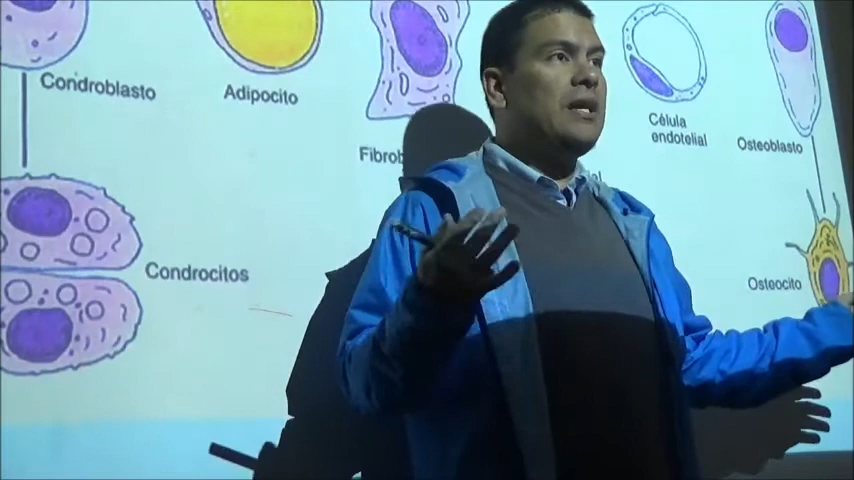 Condroblasto
Adipocito
Célula
endotelial
Osteoblasto
Condrocitos
Osteocito